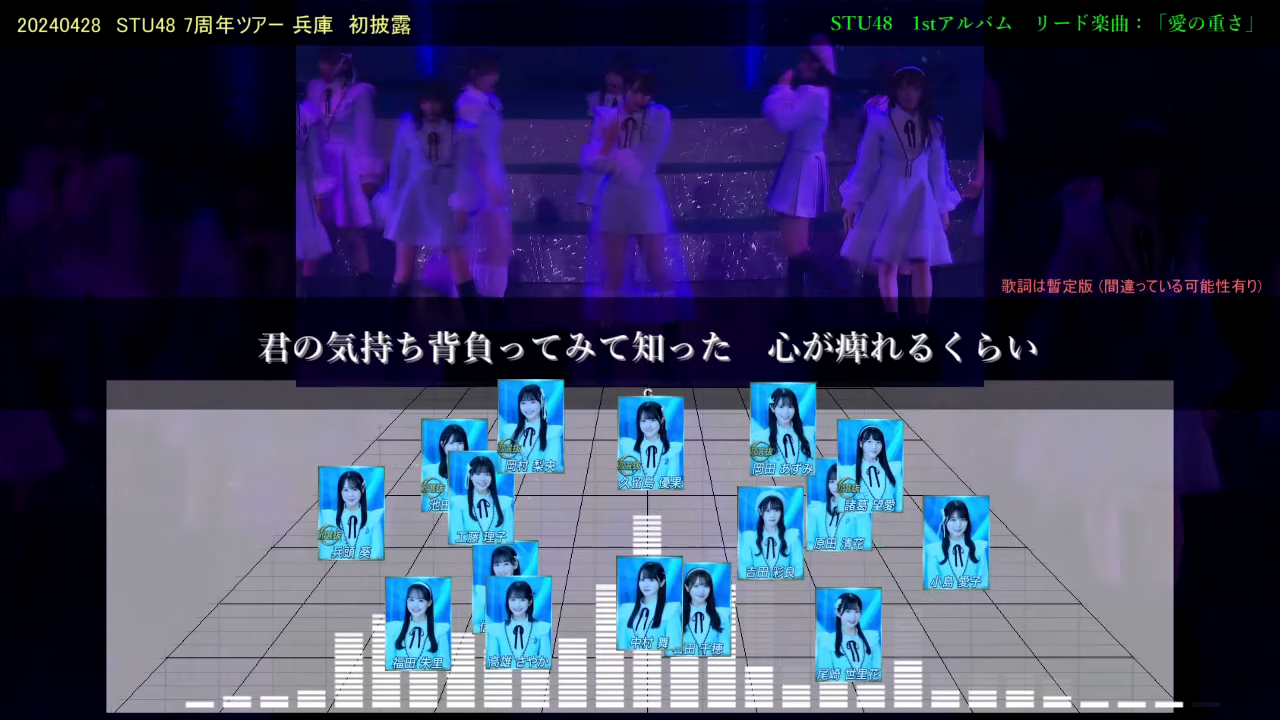 20240428 STU48 7周年ツアー 兵庫 初披露
STU48 1stアルバム リード楽曲：「愛の重さ」
歌詞は暫定版 (間違っている可能性有り)
君の気持ち背負ってみて知った 心が痺れるくらい
C
岡村 梨央
久留島 優果
岡田 あずみ
池田
諸葛 望愛
工藤 理子
原田 清花
兵頭 葵
吉田 彩良
小島 愛子
福田 朱里
高雄 さやか
中村 舞
千穂
尾崎 世里花